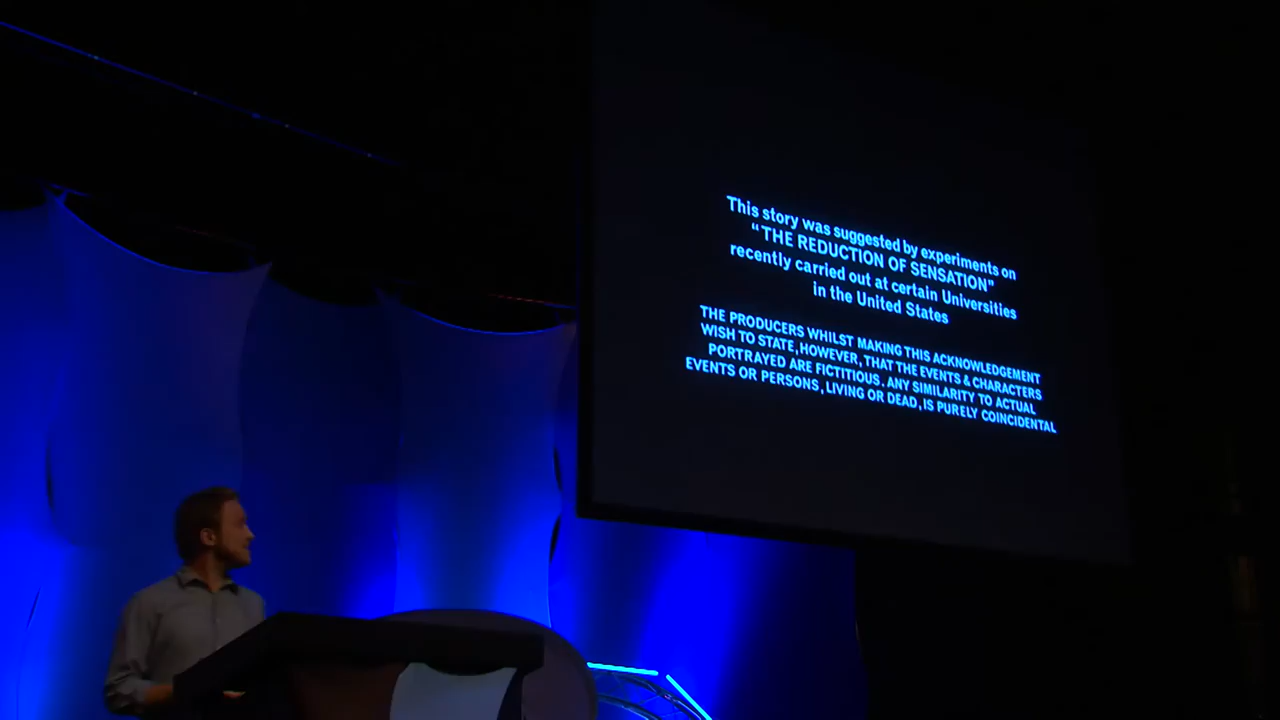 This story was suggested by experiments on
"THE REDUCTION OF SENSATION"
recently carried out at certain Universities
in the United States
THE PRODUCERS WHILST MAKING THIS ACKNOWLEDGEMENT
WISH TO STATE, HOWEVER, THAT THE EVENTS & CHARACTERS
PORTRAYED ARE FICTITIOUS. ANY SIMILARITY TO ACTUAL
EVENTS OR PERSONS, LIVING OR DEAD, IS PURELY COINCIDENTAL